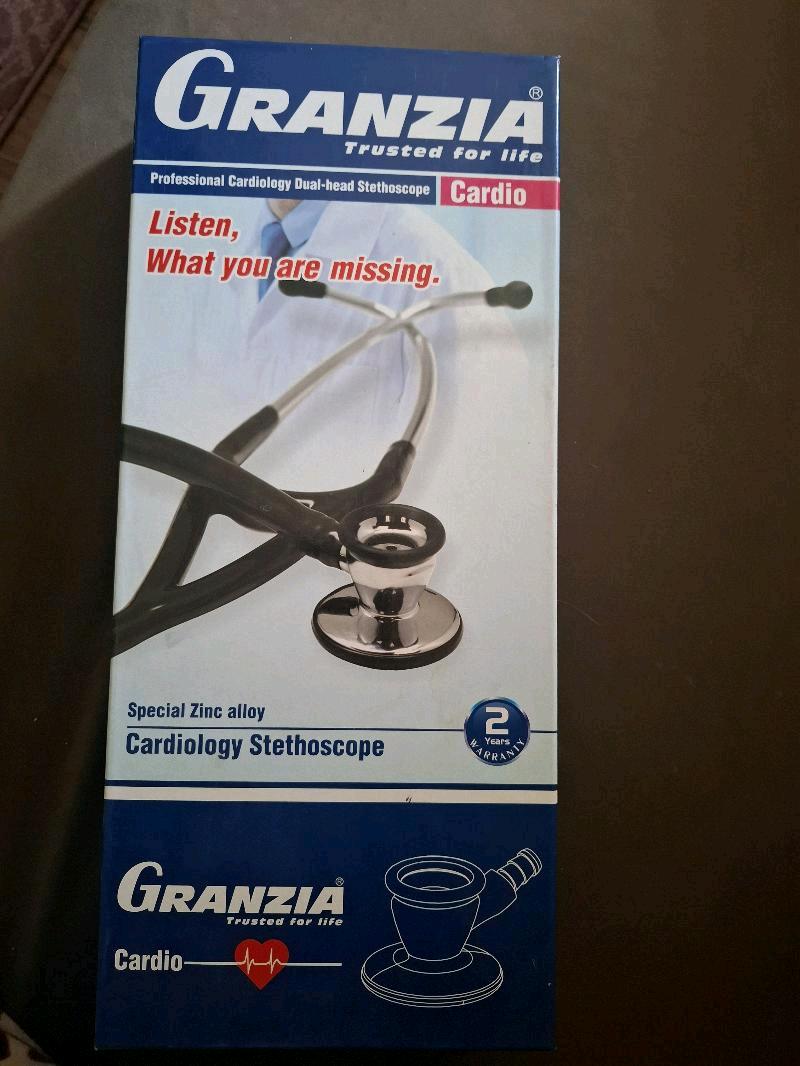 GRANZIA®
Trusted for life
Professional Cardiology Dual-head Stethoscope Cardio
Listen,
What you are missing.
Special Zinc alloy
Cardiology Stethoscope
2
Years
WARRANTY
GRANZIA®
Trusted for life
Cardio